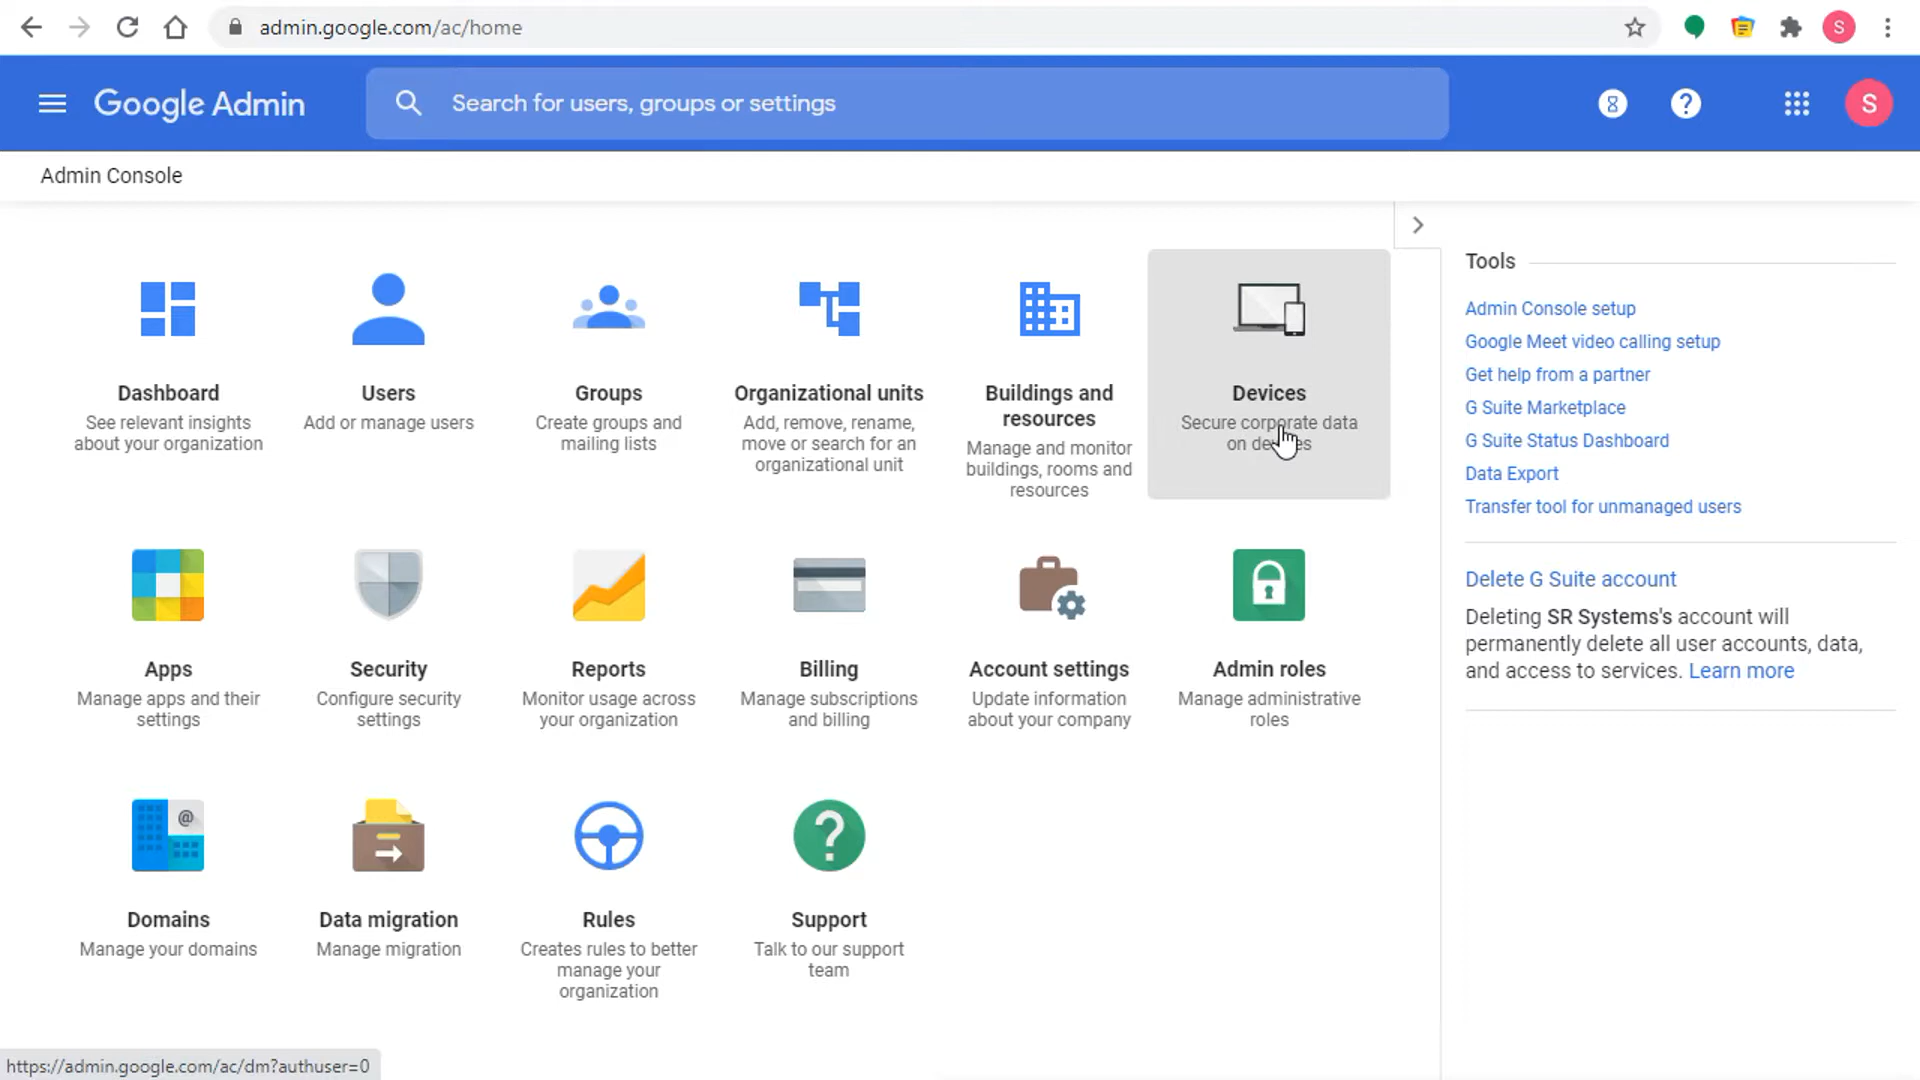 admin.google.com/ac/home
S
Google Admin
Search for users, groups or settings
S
Admin Console
Dashboard
See relevant insights
about your organization
Users
Add or manage users
Groups
Create groups and
mailing lists
Organizational units
Add, remove, rename,
move or search for an
organizational unit
Buildings and
resources
Manage and monitor
buildings, rooms and
resources
Devices
Secure corporate data
on devices
Apps
Manage apps and their
settings
Security
Configure security
settings
Reports
Monitor usage across
your organization
Billing
Manage subscriptions
and billing
Account settings
Update information
about your company
Admin roles
Manage administrative
roles
@
Domains
Manage your domains
Data migration
Manage migration
Rules
Creates rules to better
manage your
organization
Support
Talk to our support
team
Tools
Admin Console setup
Google Meet video calling setup
Get help from a partner
G Suite Marketplace
G Suite Status Dashboard
Data Export
Transfer tool for unmanaged users
Delete G Suite account
Deleting SR Systems's account will
permanently delete all user accounts, data,
and access to services. Learn more
https://admin.google.com/ac/dm?authuser=0